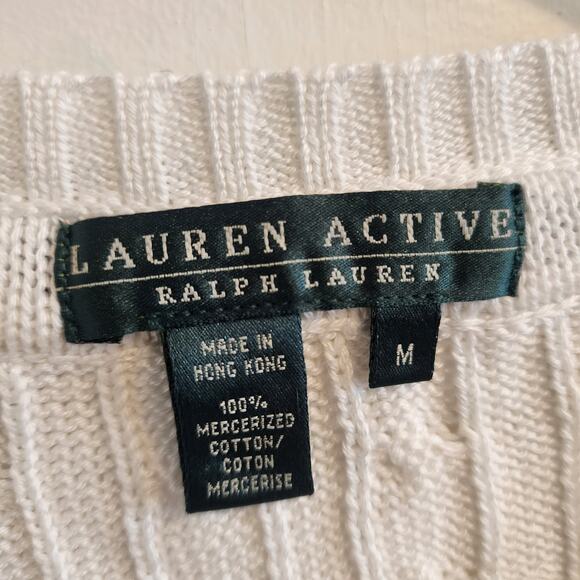 LAUREN ACTIVE
RALPH LAUREN
MADE IN
HONG KONG
100%
MERCERIZED
COTTON/
COTON
MERCERISE
M